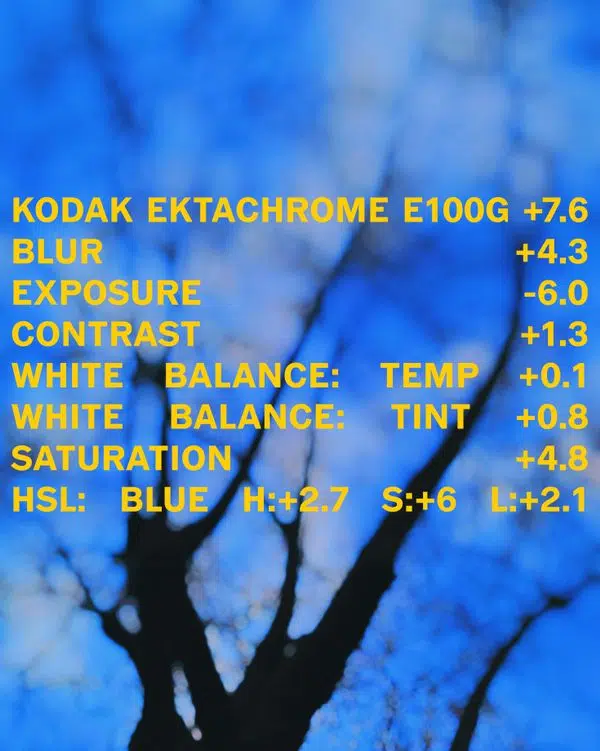 KODAK EKTACHROME E100G +7.6
BLUR +4.3
EXPOSURE -6.0
CONTRAST +1.3
WHITE BALANCE: TEMP +0.1
WHITE BALANCE: TINT +0.8
SATURATION +4.8
HSL: BLUE H:+2.7 S:+6 L:+2.1